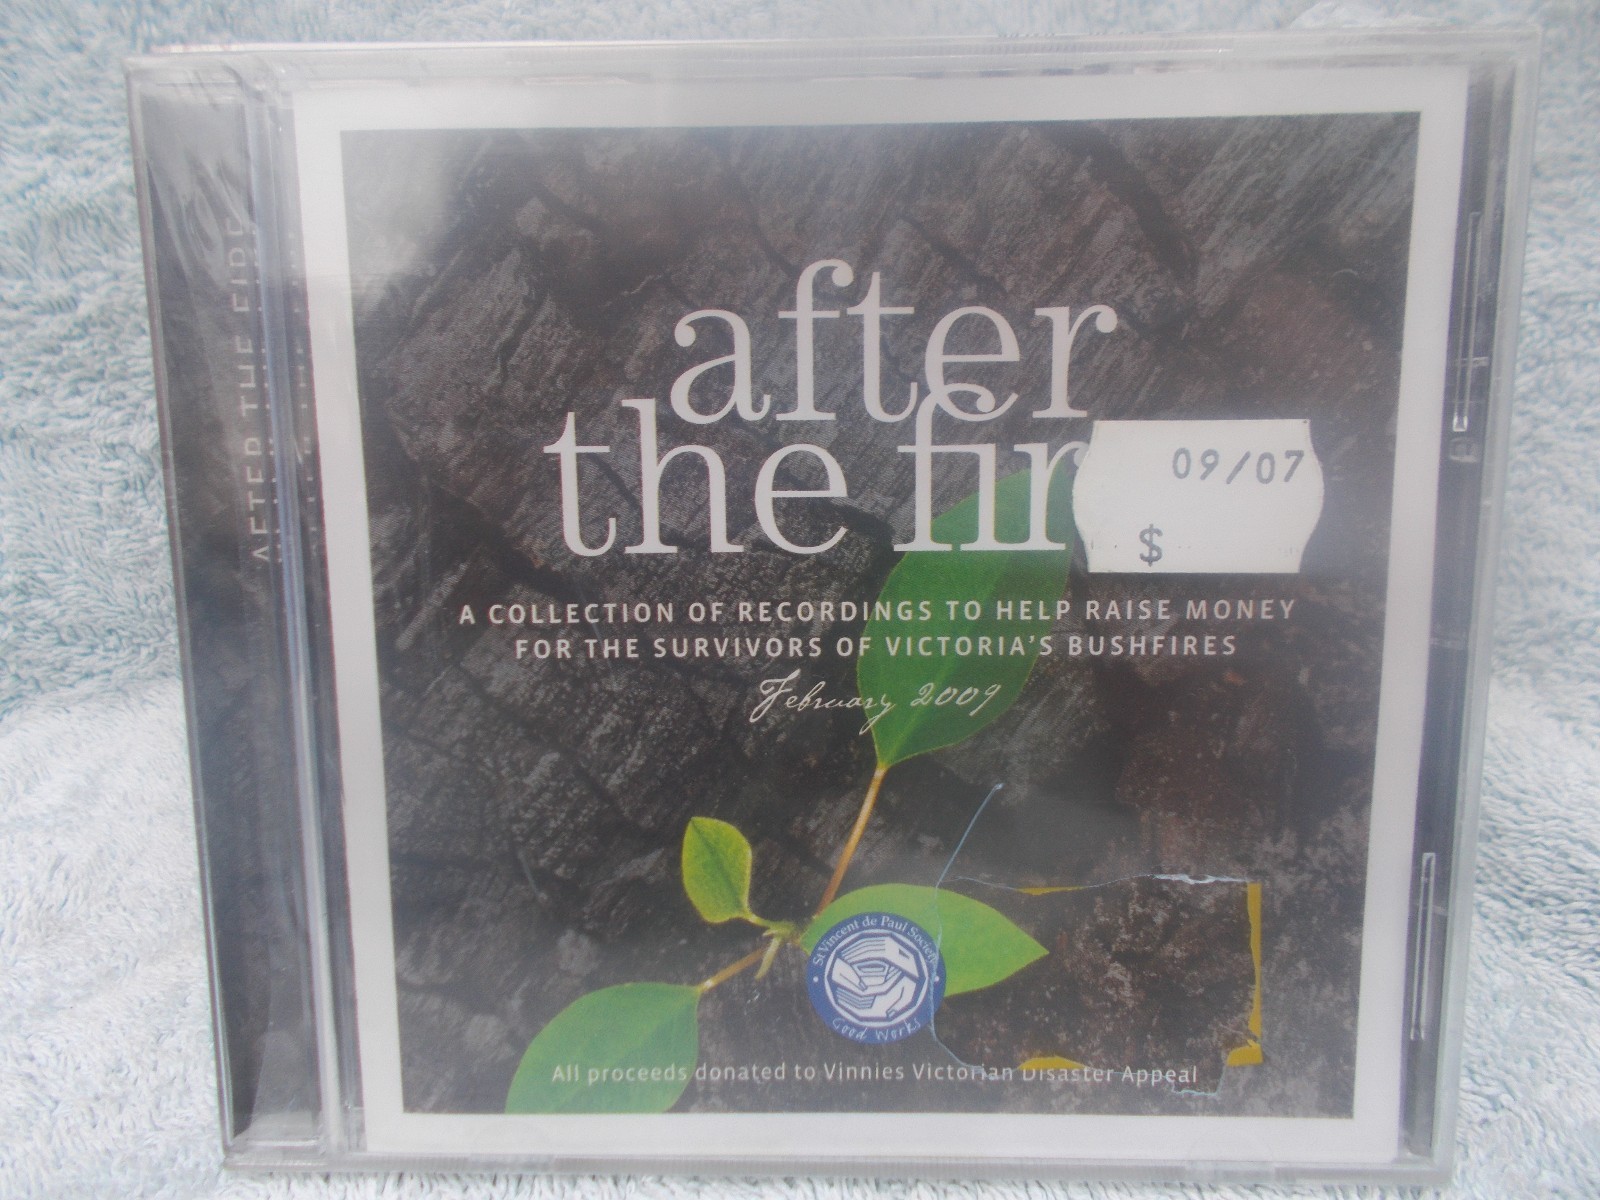 after
the fir
09/07
$
A COLLECTION OF RECORDINGS TO HELP RAISE MONEY
FOR THE SURVIVORS OF VICTORIA'S BUSHFIRES
February 2009
St Vincent de Paul Society
Good Works
All proceeds donated to Vinnies Victorian Disaster Appeal
AFTER THE FIRE